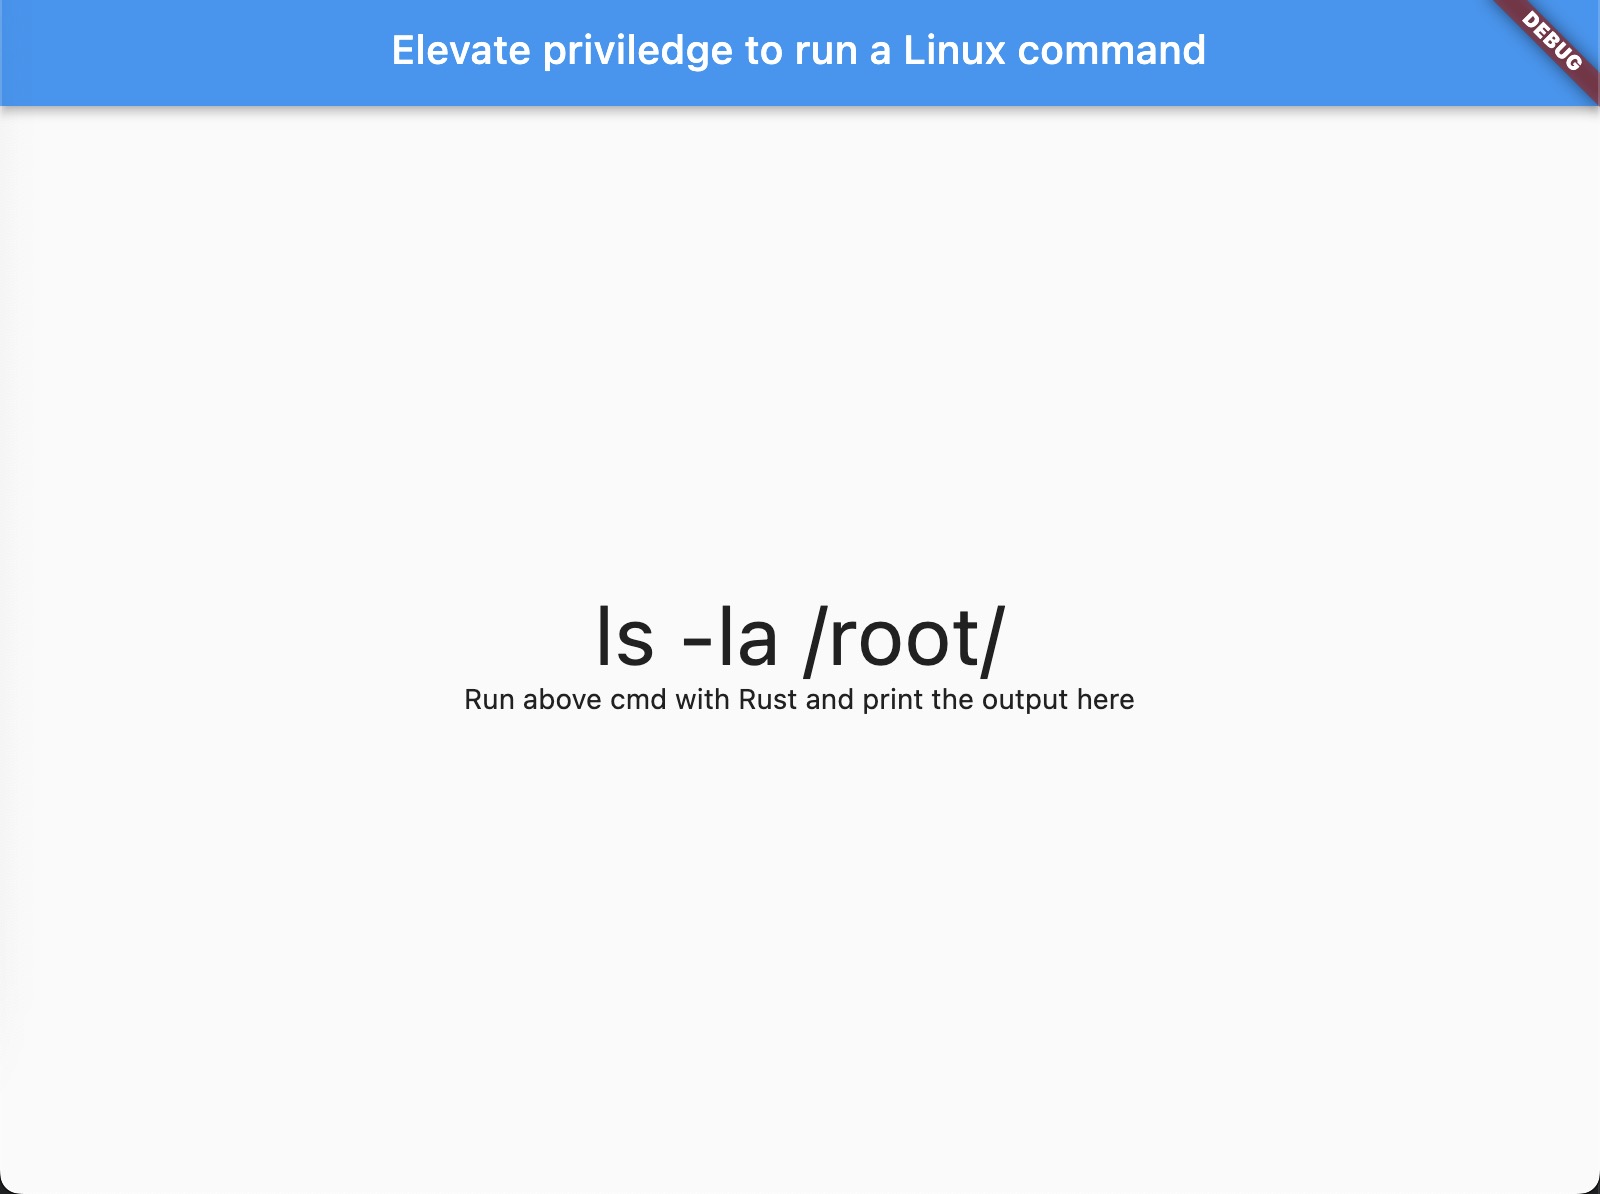 Elevate priviledge to run a Linux command
DEBUG
ls -la /root/
Run above cmd with Rust and print the output here